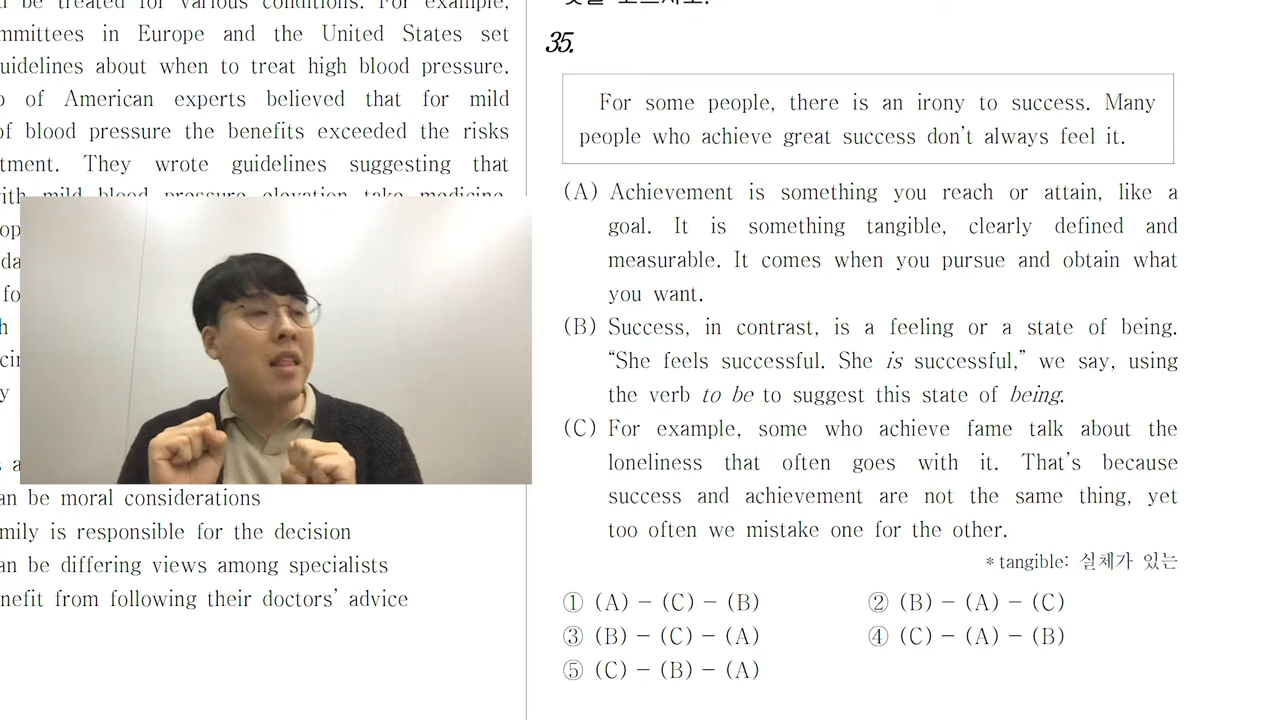 be treated for various conditions. For example,
in Europe and the United States set
about when to treat high blood pressure.
of American experts believed that for mild
of blood pressure the benefits exceeded the risks
They wrote guidelines suggesting that
mild blood pressure elevation take medicine
an be moral considerations
mily is responsible for the decision
an be differing views among specialists
nefit from following their doctors' advice
35.
For some people, there is an irony to success. Many
people who achieve great success don't always feel it.
(A) Achievement is something you reach or attain, like a
goal. It is something tangible, clearly defined and
measurable. It comes when you pursue and obtain what
you want.
(B) Success, in contrast, is a feeling or a state of being.
“She feels successful. She is successful,” we say, using
the verb to be to suggest this state of being.
(C) For example, some who achieve fame talk about the
loneliness that often goes with it. That's because
success and achievement are not the same thing, yet
too often we mistake one for the other.
* tangible: 실체가 있는
① (A) － (C) － (B) ② (B) － (A) － (C)
③ (B) － (C) － (A) ④ (C) － (A) － (B)
⑤ (C) － (B) － (A)